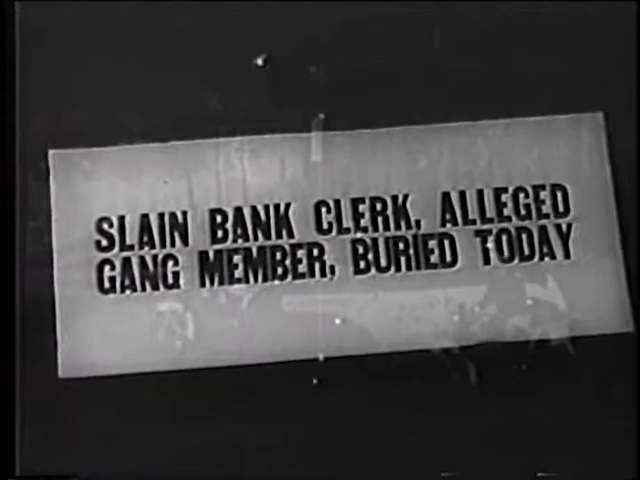 SLAIN BANK CLERK, ALLEGED
GANG MEMBER, BURIED TODAY